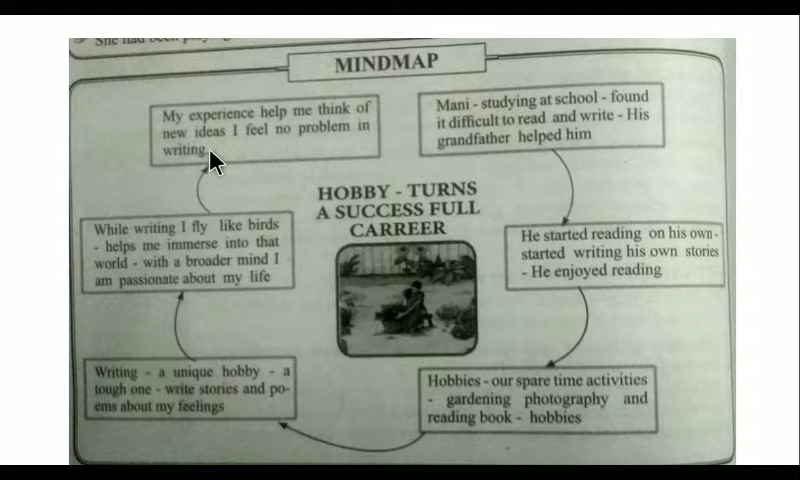 She had been
MINDMAP
Mani - studying at school - found
it difficult to read and write - His
grandfather helped him
He started reading on his own -
started writing his own stories
- He enjoyed reading
Hobbies - our spare time activities
- gardening photography and
reading book - hobbies
Writing - a unique hobby - a
tough one - write stories and po-
ems about my feelings
While writing I fly like birds
- helps me immerse into that
world - with a broader mind I
am passionate about my life
My experience help me think of
new ideas I feel no problem in
writing
HOBBY - TURNS
A SUCCESS FULL
CARREER